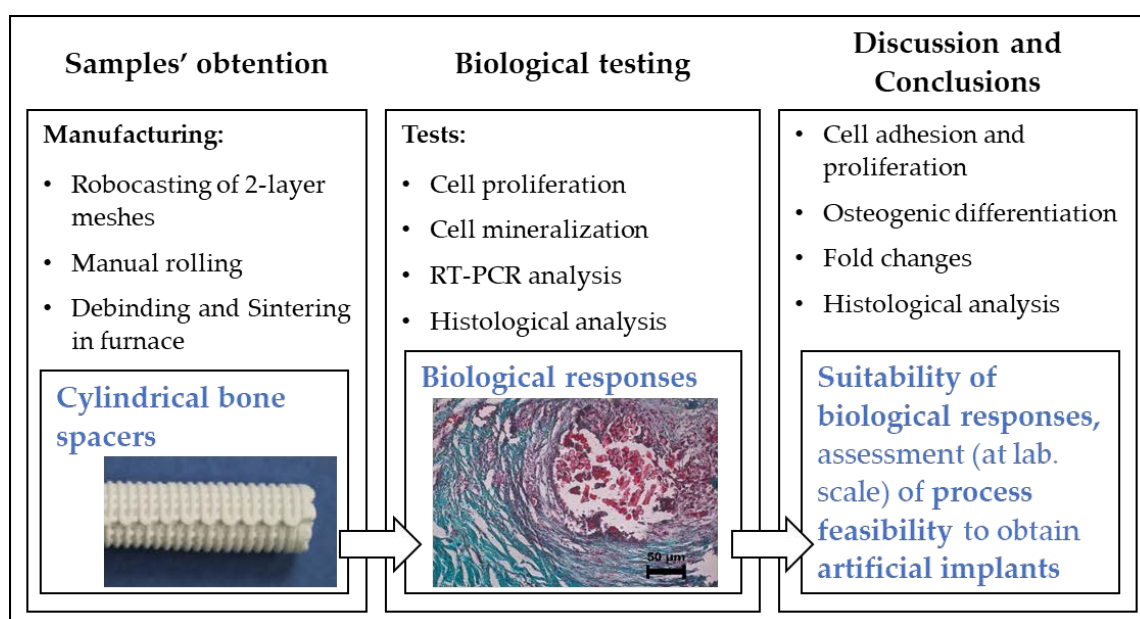 Samples’ obtention
Manufacturing:
• Robocasting of 2-layer
meshes
• Manual rolling
• Debinding and Sintering
in furnace
Cylindrical bone
spacers
Biological testing
Tests:
• Cell proliferation
• Cell mineralization
• RT-PCR analysis
• Histological analysis
Biological responses
50 µm
Discussion and
Conclusions
• Cell adhesion and
proliferation
• Osteogenic differentiation
• Fold changes
• Histological analysis
Suitability of
biological responses,
assessment (at lab.
scale) of process
feasibility to obtain
artificial implants